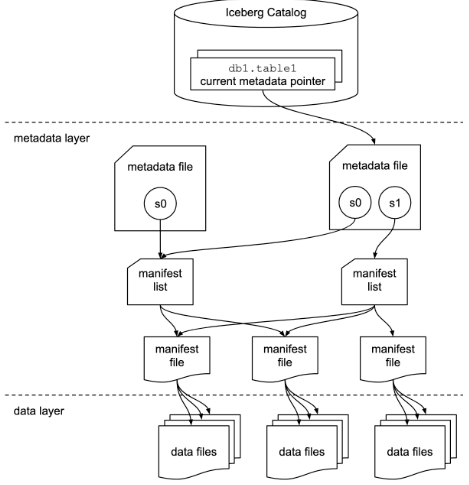 Iceberg Catalog
db1.table1
current metadata pointer
metadata layer
metadata file
s0
metadata file
s0
s1
manifest
list
manifest
list
manifest
file
manifest
file
manifest
file
data layer
data files
data files
data files